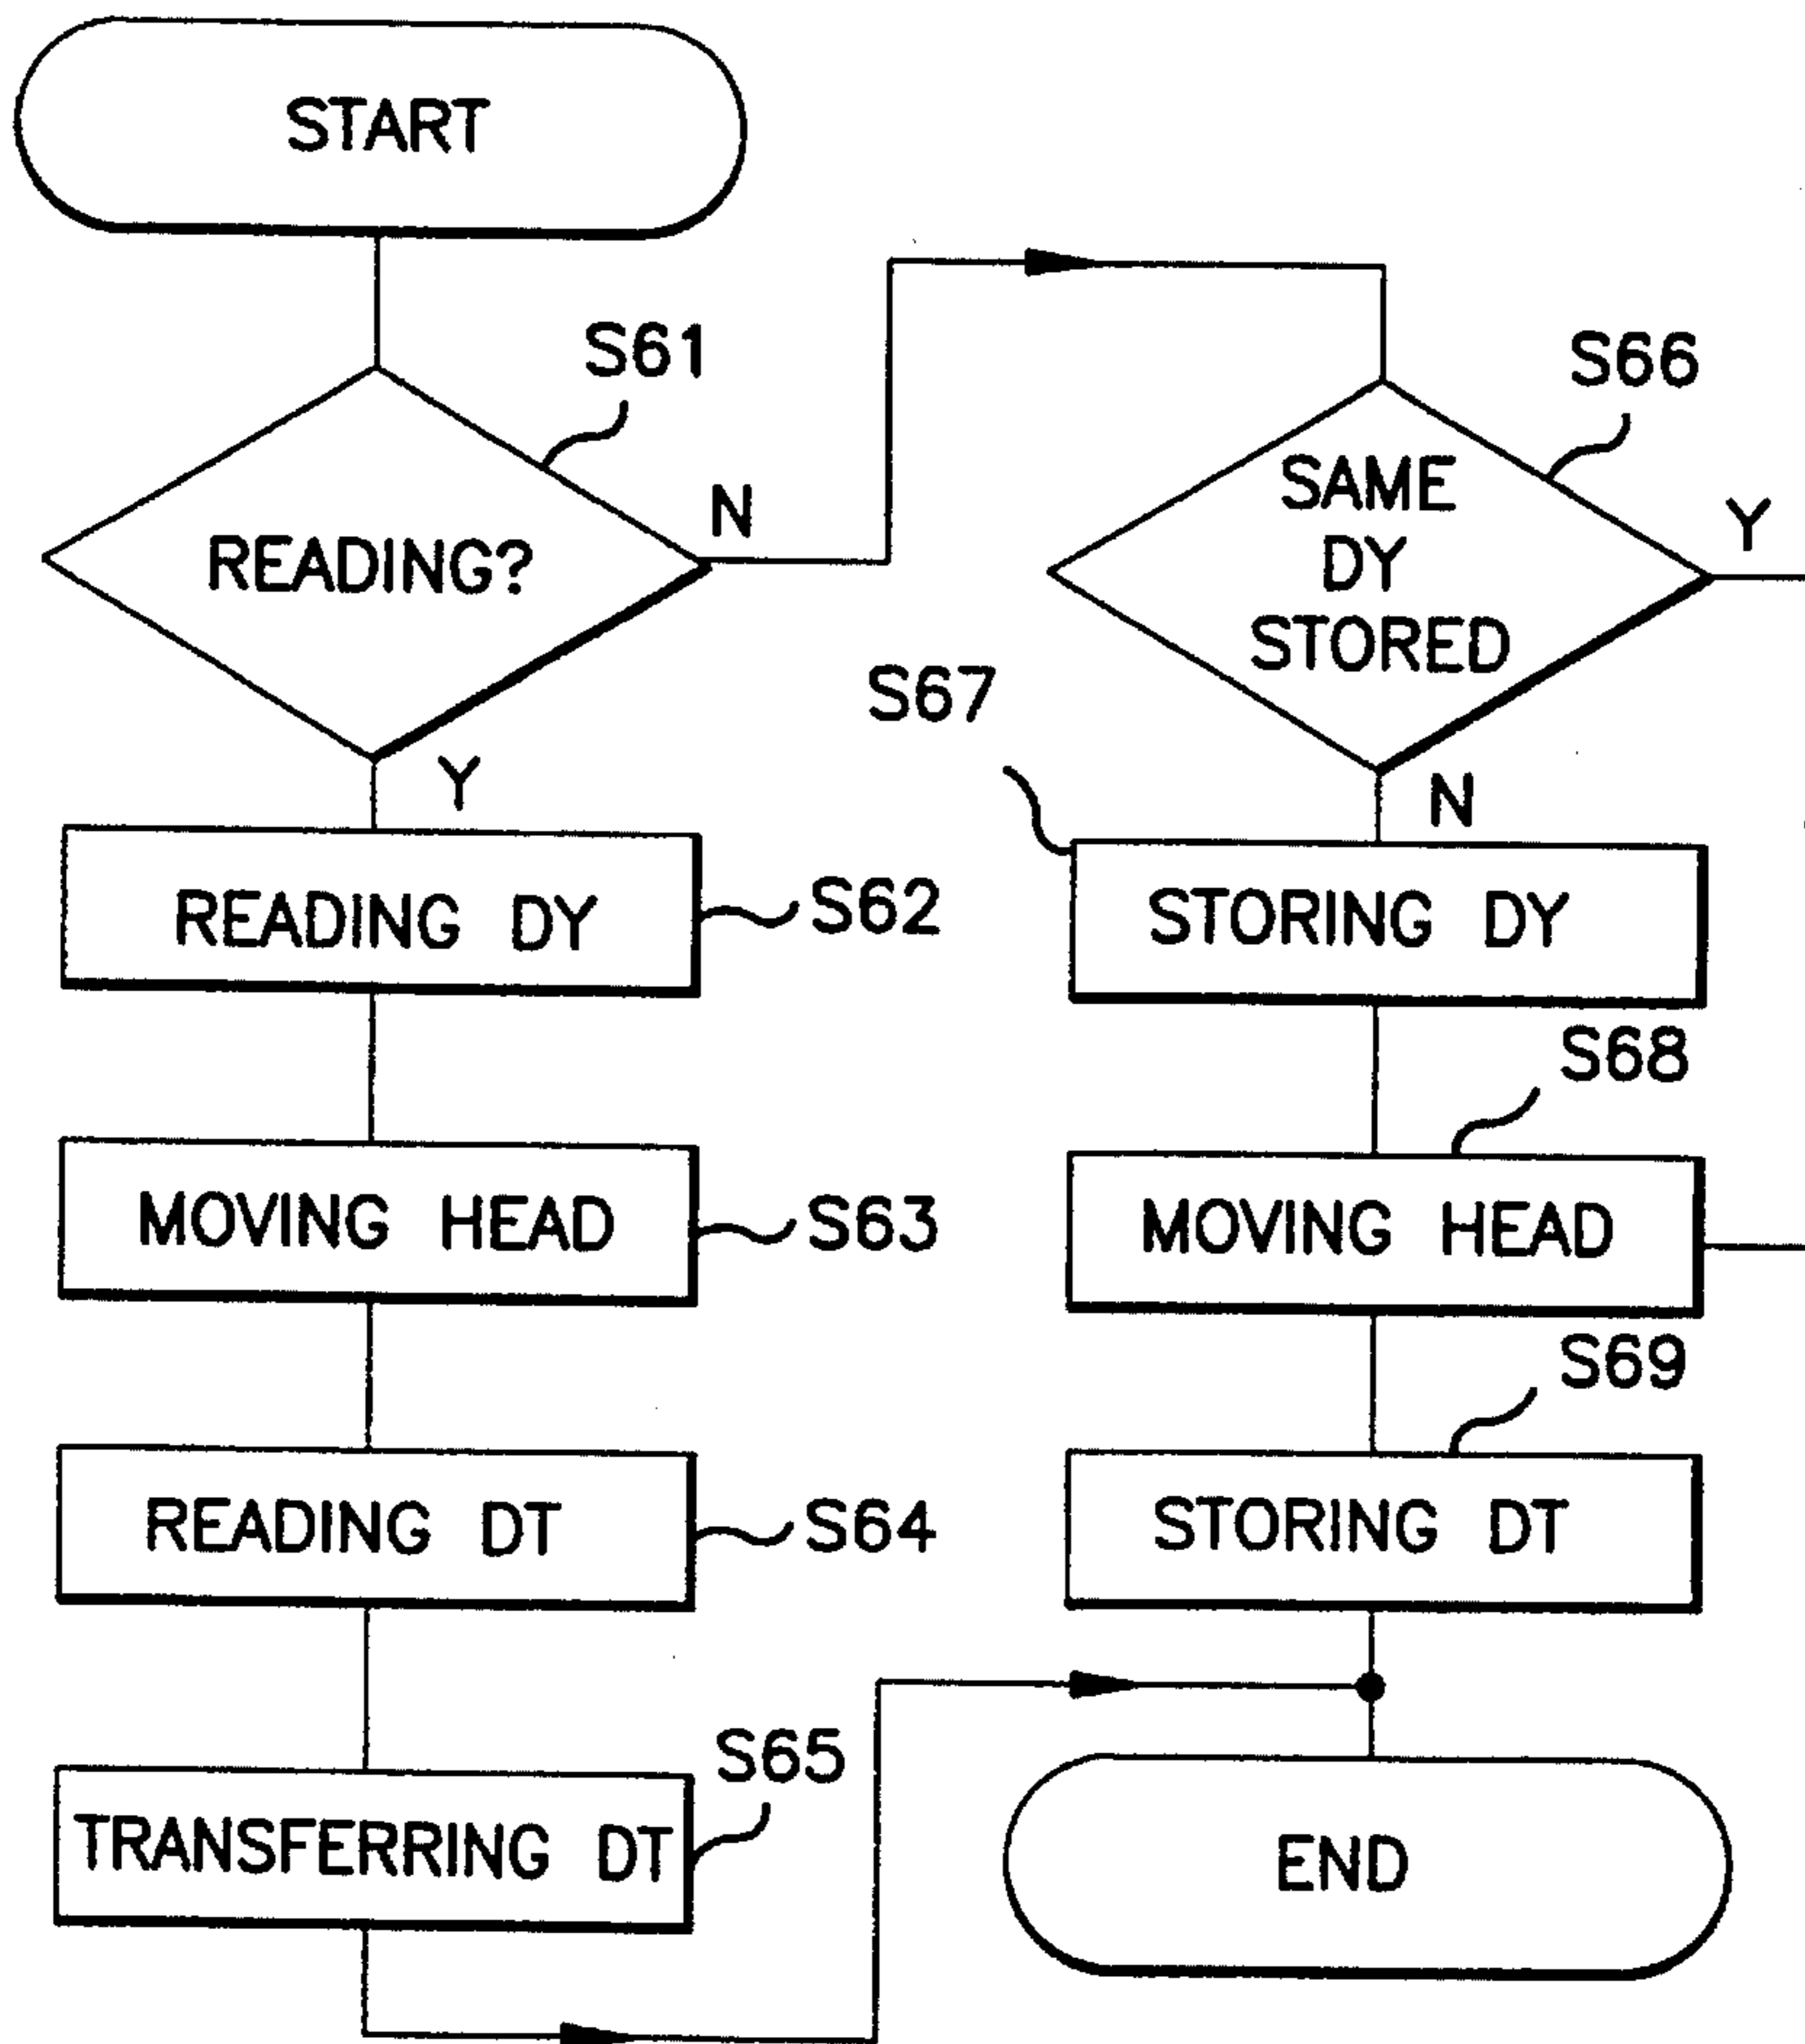 START
S61
READING?
N
Y
READING DY
S62
MOVING HEAD
S63
READING DT
S64
S65
TRANSFERRING DT
S66
SAME
DY
STORED
Y
N
S67
STORING DY
S68
MOVING HEAD
S69
STORING DT
END